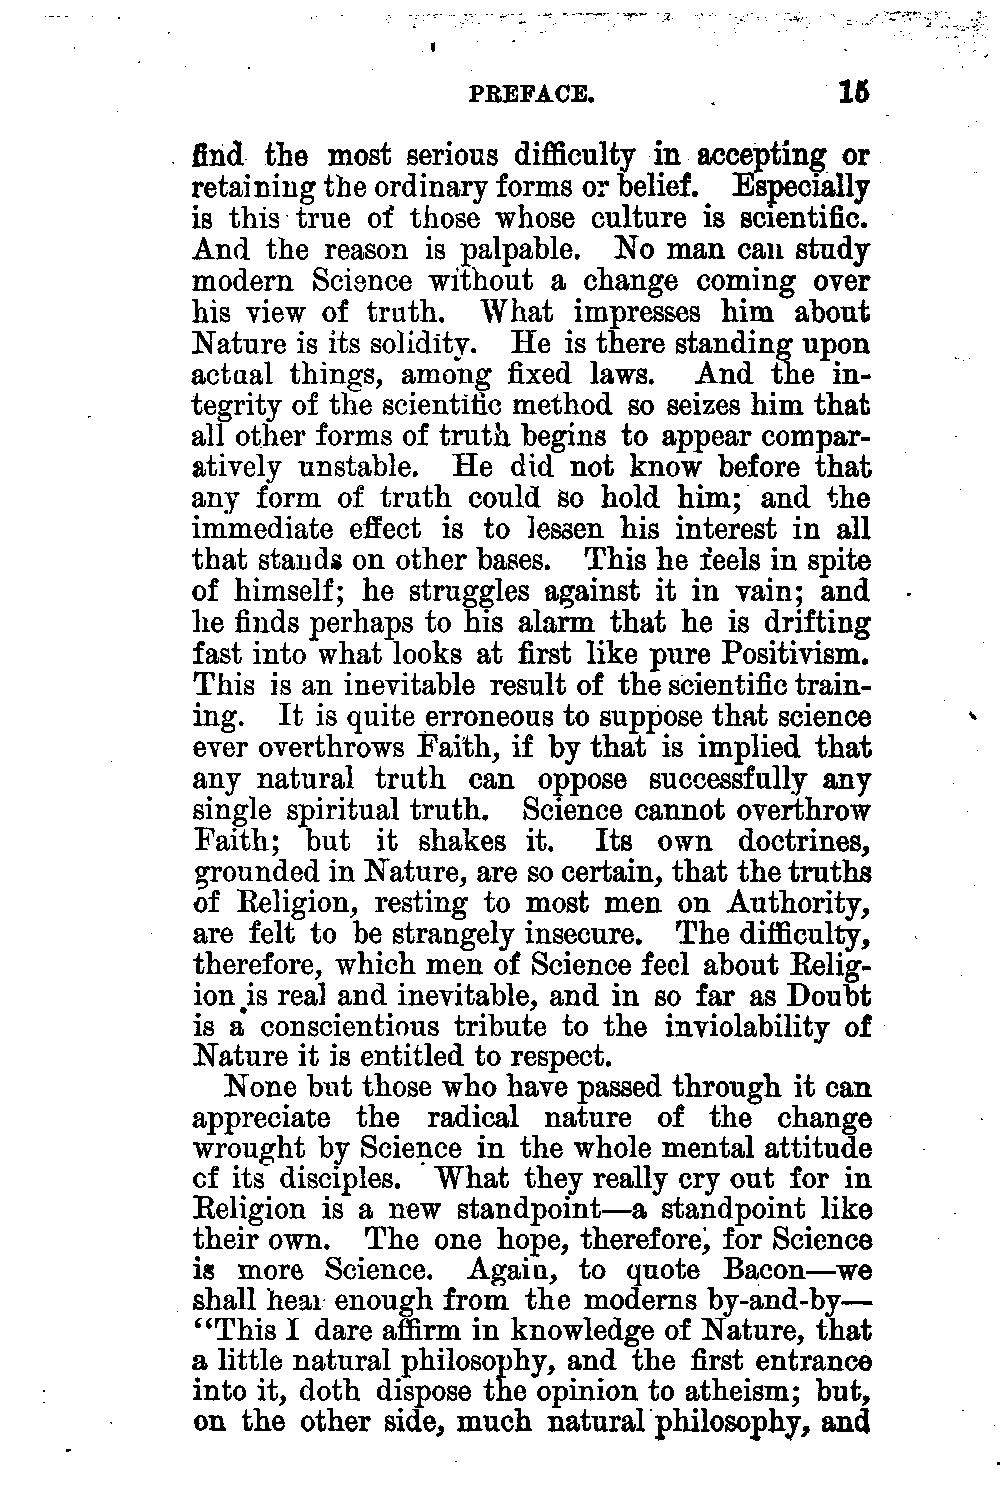 PREFACE. 15
find the most serious difficulty in accepting or
retaining the ordinary forms or belief. Especially
is this true of those whose culture is scientific.
And the reason is palpable. No man can study
modern Science without a change coming over
his view of truth. What impresses him about
Nature is its solidity. He is there standing upon
actual things, among fixed laws. And the in-
tegrity of the scientific method so seizes him that
all other forms of truth begins to appear compar-
atively unstable. He did not know before that
any form of truth could so hold him; and the
immediate effect is to lessen his interest in all
that stands on other bases. This he feels in spite
of himself; he struggles against it in vain; and
he finds perhaps to his alarm that he is drifting
fast into what looks at first like pure Positivism.
This is an inevitable result of the scientific train-
ing. It is quite erroneous to suppose that science
ever overthrows Faith, if by that is implied that
any natural truth can oppose successfully any
single spiritual truth. Science cannot overthrow
Faith; but it shakes it. Its own doctrines,
grounded in Nature, are so certain, that the truths
of Religion, resting to most men on Authority,
are felt to be strangely insecure. The difficulty,
therefore, which men of Science feel about Relig-
ion is real and inevitable, and in so far as Doubt
is a conscientious tribute to the inviolability of
Nature it is entitled to respect.
None but those who have passed through it can
appreciate the radical nature of the change
wrought by Science in the whole mental attitude
of its disciples. What they really cry out for in
Religion is a new standpoint—a standpoint like
their own. The one hope, therefore, for Science
is more Science. Again, to quote Bacon—we
shall hear enough from the moderns by-and-by—
“This I dare affirm in knowledge of Nature, that
a little natural philosophy, and the first entrance
into it, doth dispose the opinion to atheism; but,
on the other side, much natural philosophy, and